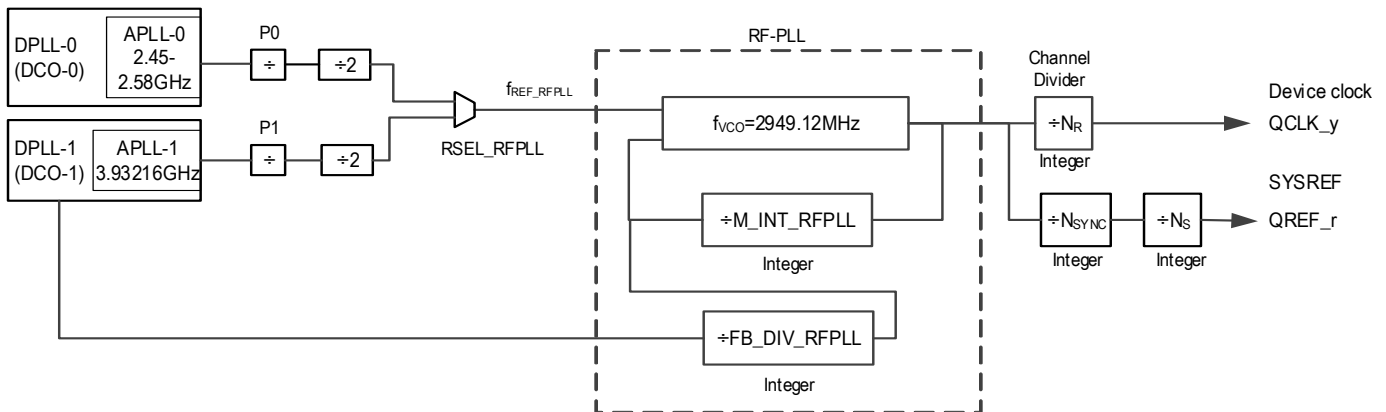 DPLL-0
(DCO-0)
APLL-0
2.45-
2.58GHz
P0
÷
÷2
DPLL-1
(DCO-1)
APLL-1
3.93216GHz
P1
÷
÷2
RSEL_RFPLL
fREF_RFPLL
RF-PLL
fVCO=2949.12MHz
÷M_INT_RFPLL
Integer
÷FB_DIV_RFPLL
Integer
Channel
Divider
÷NR
Integer
Device clock
QCLK_y
÷NSYNC
Integer
÷NS
Integer
SYSREF
QREF_r